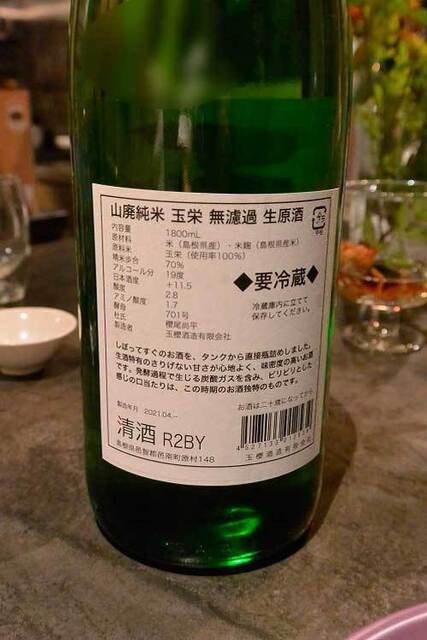 山廃純米 玉栄 無濾過 生原酒
内容量 1800mL
原材料 米（島根県産）・米麹（島根県産米）
原料米 玉栄（使用率100%）
精米歩合 70%
アルコール分 19度
日本酒度 +11.5
酸度 2.8
アミノ酸度 1.7
酵母 701号
杜氏 櫻尾尚平
製造者 玉櫻酒造有限会社
◆要冷蔵◆
冷蔵庫内に立てて
保存してください。
しぼってすぐのお酒を、タンクから直接瓶詰めしました。
生酒特有のさりげない甘さが心地よく、味密度の高いお酒
です。発酵過程で生じる炭酸ガスを含み、ピリピリとした
感じの口当たりは、この時期のお酒独特のものです。
製造年月 2021.04.--
お酒は二十歳になってから
清酒 R2BY
島根県邑智郡邑南町原村148
玉櫻酒造有限会社